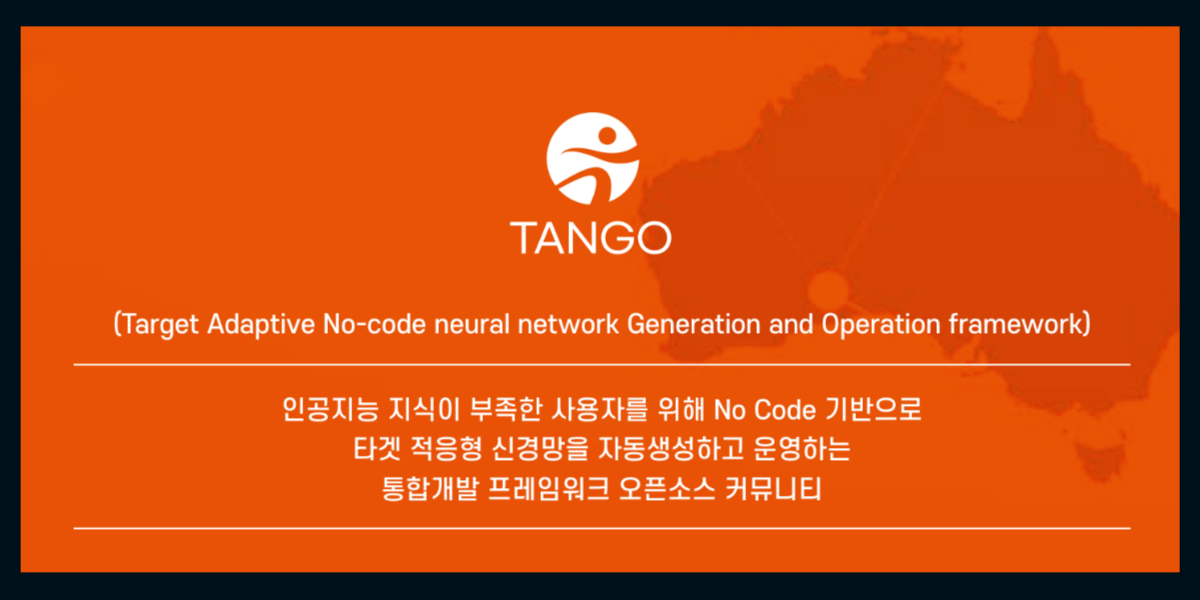 TANGO
(Target Adaptive No-code neural network Generation and Operation framework)
인공지능 지식이 부족한 사용자를 위해 No Code 기반으로
타겟 적응형 신경망을 자동생성하고 운영하는
통합개발 프레임워크 오픈소스 커뮤니티